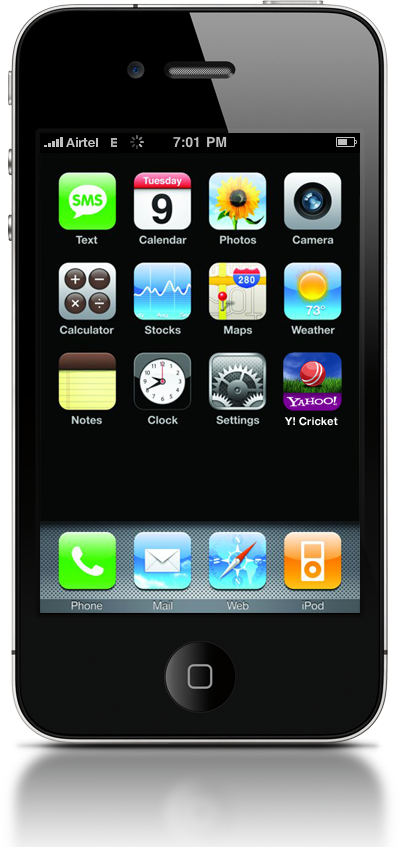 Airtel E 7:01 PM
SMS Tuesday 9
Text Calendar Photos Camera
280 73°
Calculator Stocks Maps Weather
12 YAHOO!
Notes Clock Settings Y! Cricket
Phone Mail Web iPod